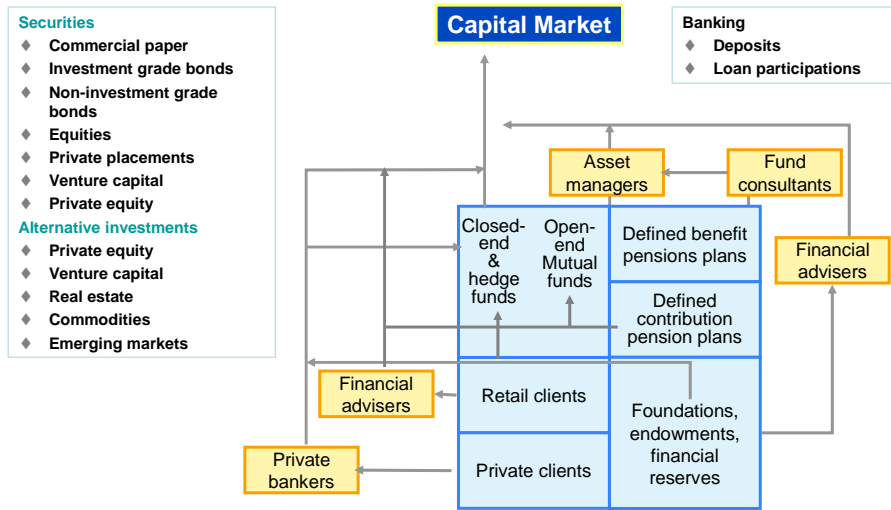 Securities
Commercial paper
Investment grade bonds
Non-investment grade
bonds
Equities
Private placements
Venture capital
Private equity
Alternative investments
Private equity
Venture capital
Real estate
Commodities
Emerging markets
Capital Market
Banking
Deposits
Loan participations
Asset
managers
Fund
consultants
Closed-
end
&
hedge
funds
Open-
end
Mutual
funds
Defined benefit
pensions plans
Financial
advisers
Defined
contribution
pension plans
Financial
advisers
Retail clients
Foundations,
endowments,
financial
reserves
Private
bankers
Private clients